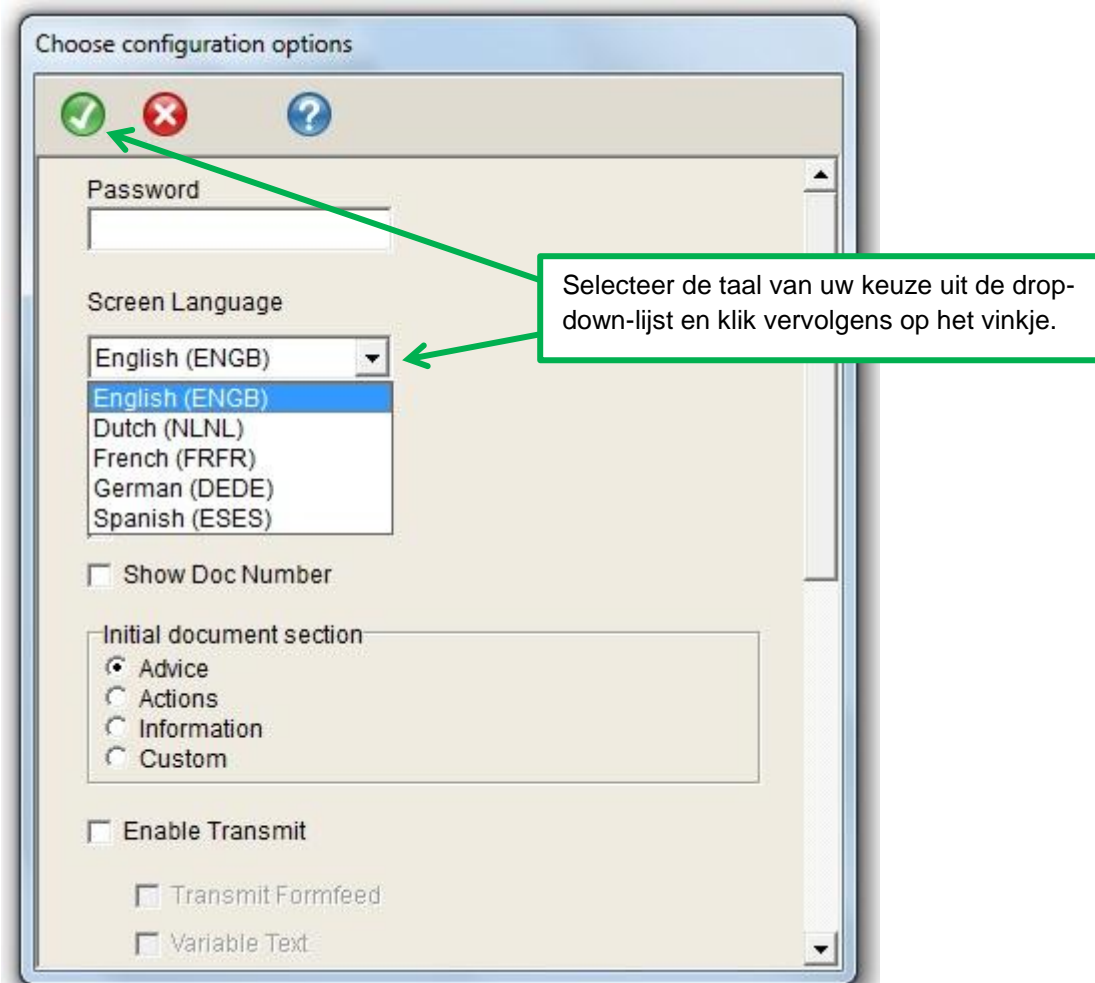 Choose configuration options
Password
Screen Language
Selecteer de taal van uw keuze uit de drop-
down-lijst en klik vervolgens op het vinkje.
English (ENGB)
English (ENGB)
Dutch (NLNL)
French (FRFR)
German (DEDE)
Spanish (ESES)
Show Doc Number
Initial document section
Advice
Actions
Information
Custom
Enable Transmit
Transmit Formfeed
Variable Text